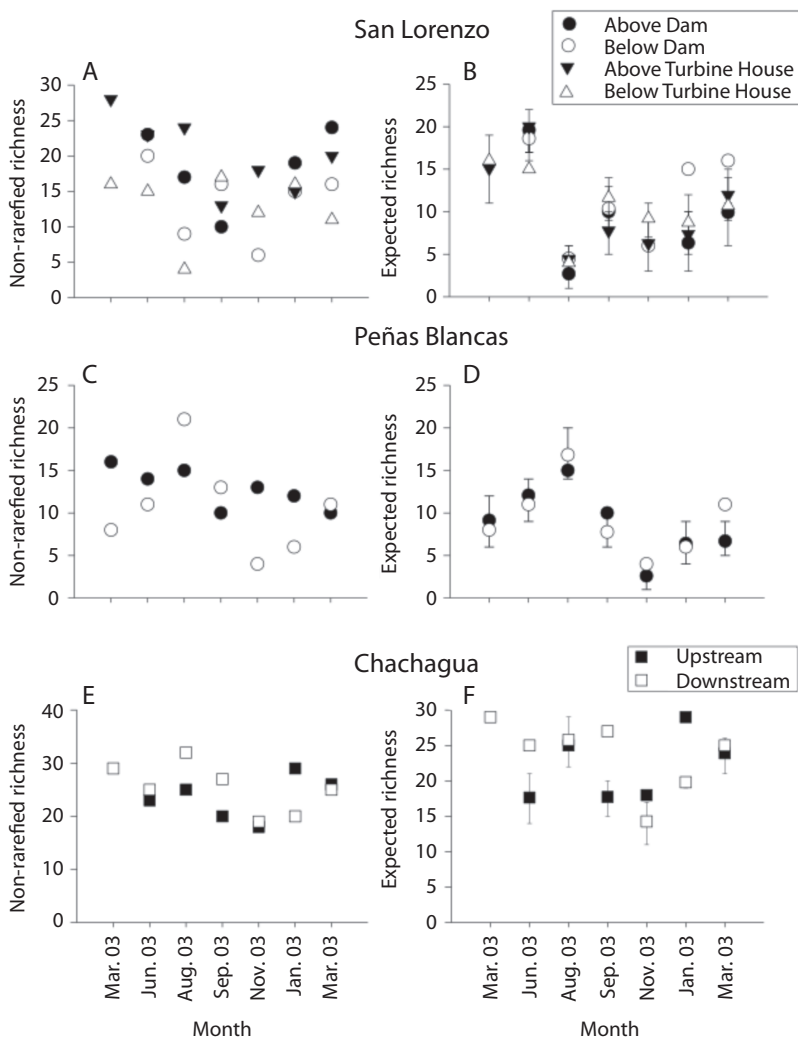 San Lorenzo
Above Dam
Below Dam
Above Turbine House
Below Turbine House
A
Non-rarefied richness
30
25
20
15
10
5
0
B
Expected richness
25
20
15
10
5
0
Peñas Blancas
C
Non-rarefied richness
25
20
15
10
5
0
D
Expected richness
25
20
15
10
5
0
Chachagua
Upstream
Downstream
E
Non-rarefied richness
40
30
20
10
0
Mar. 03
Jun. 03
Aug. 03
Sep. 03
Nov. 03
Jan. 03
Mar. 03
Month
F
Expected richness
30
25
20
15
10
5
0
Mar. 03
Jun. 03
Aug. 03
Sep. 03
Nov. 03
Jan. 03
Mar. 03
Month